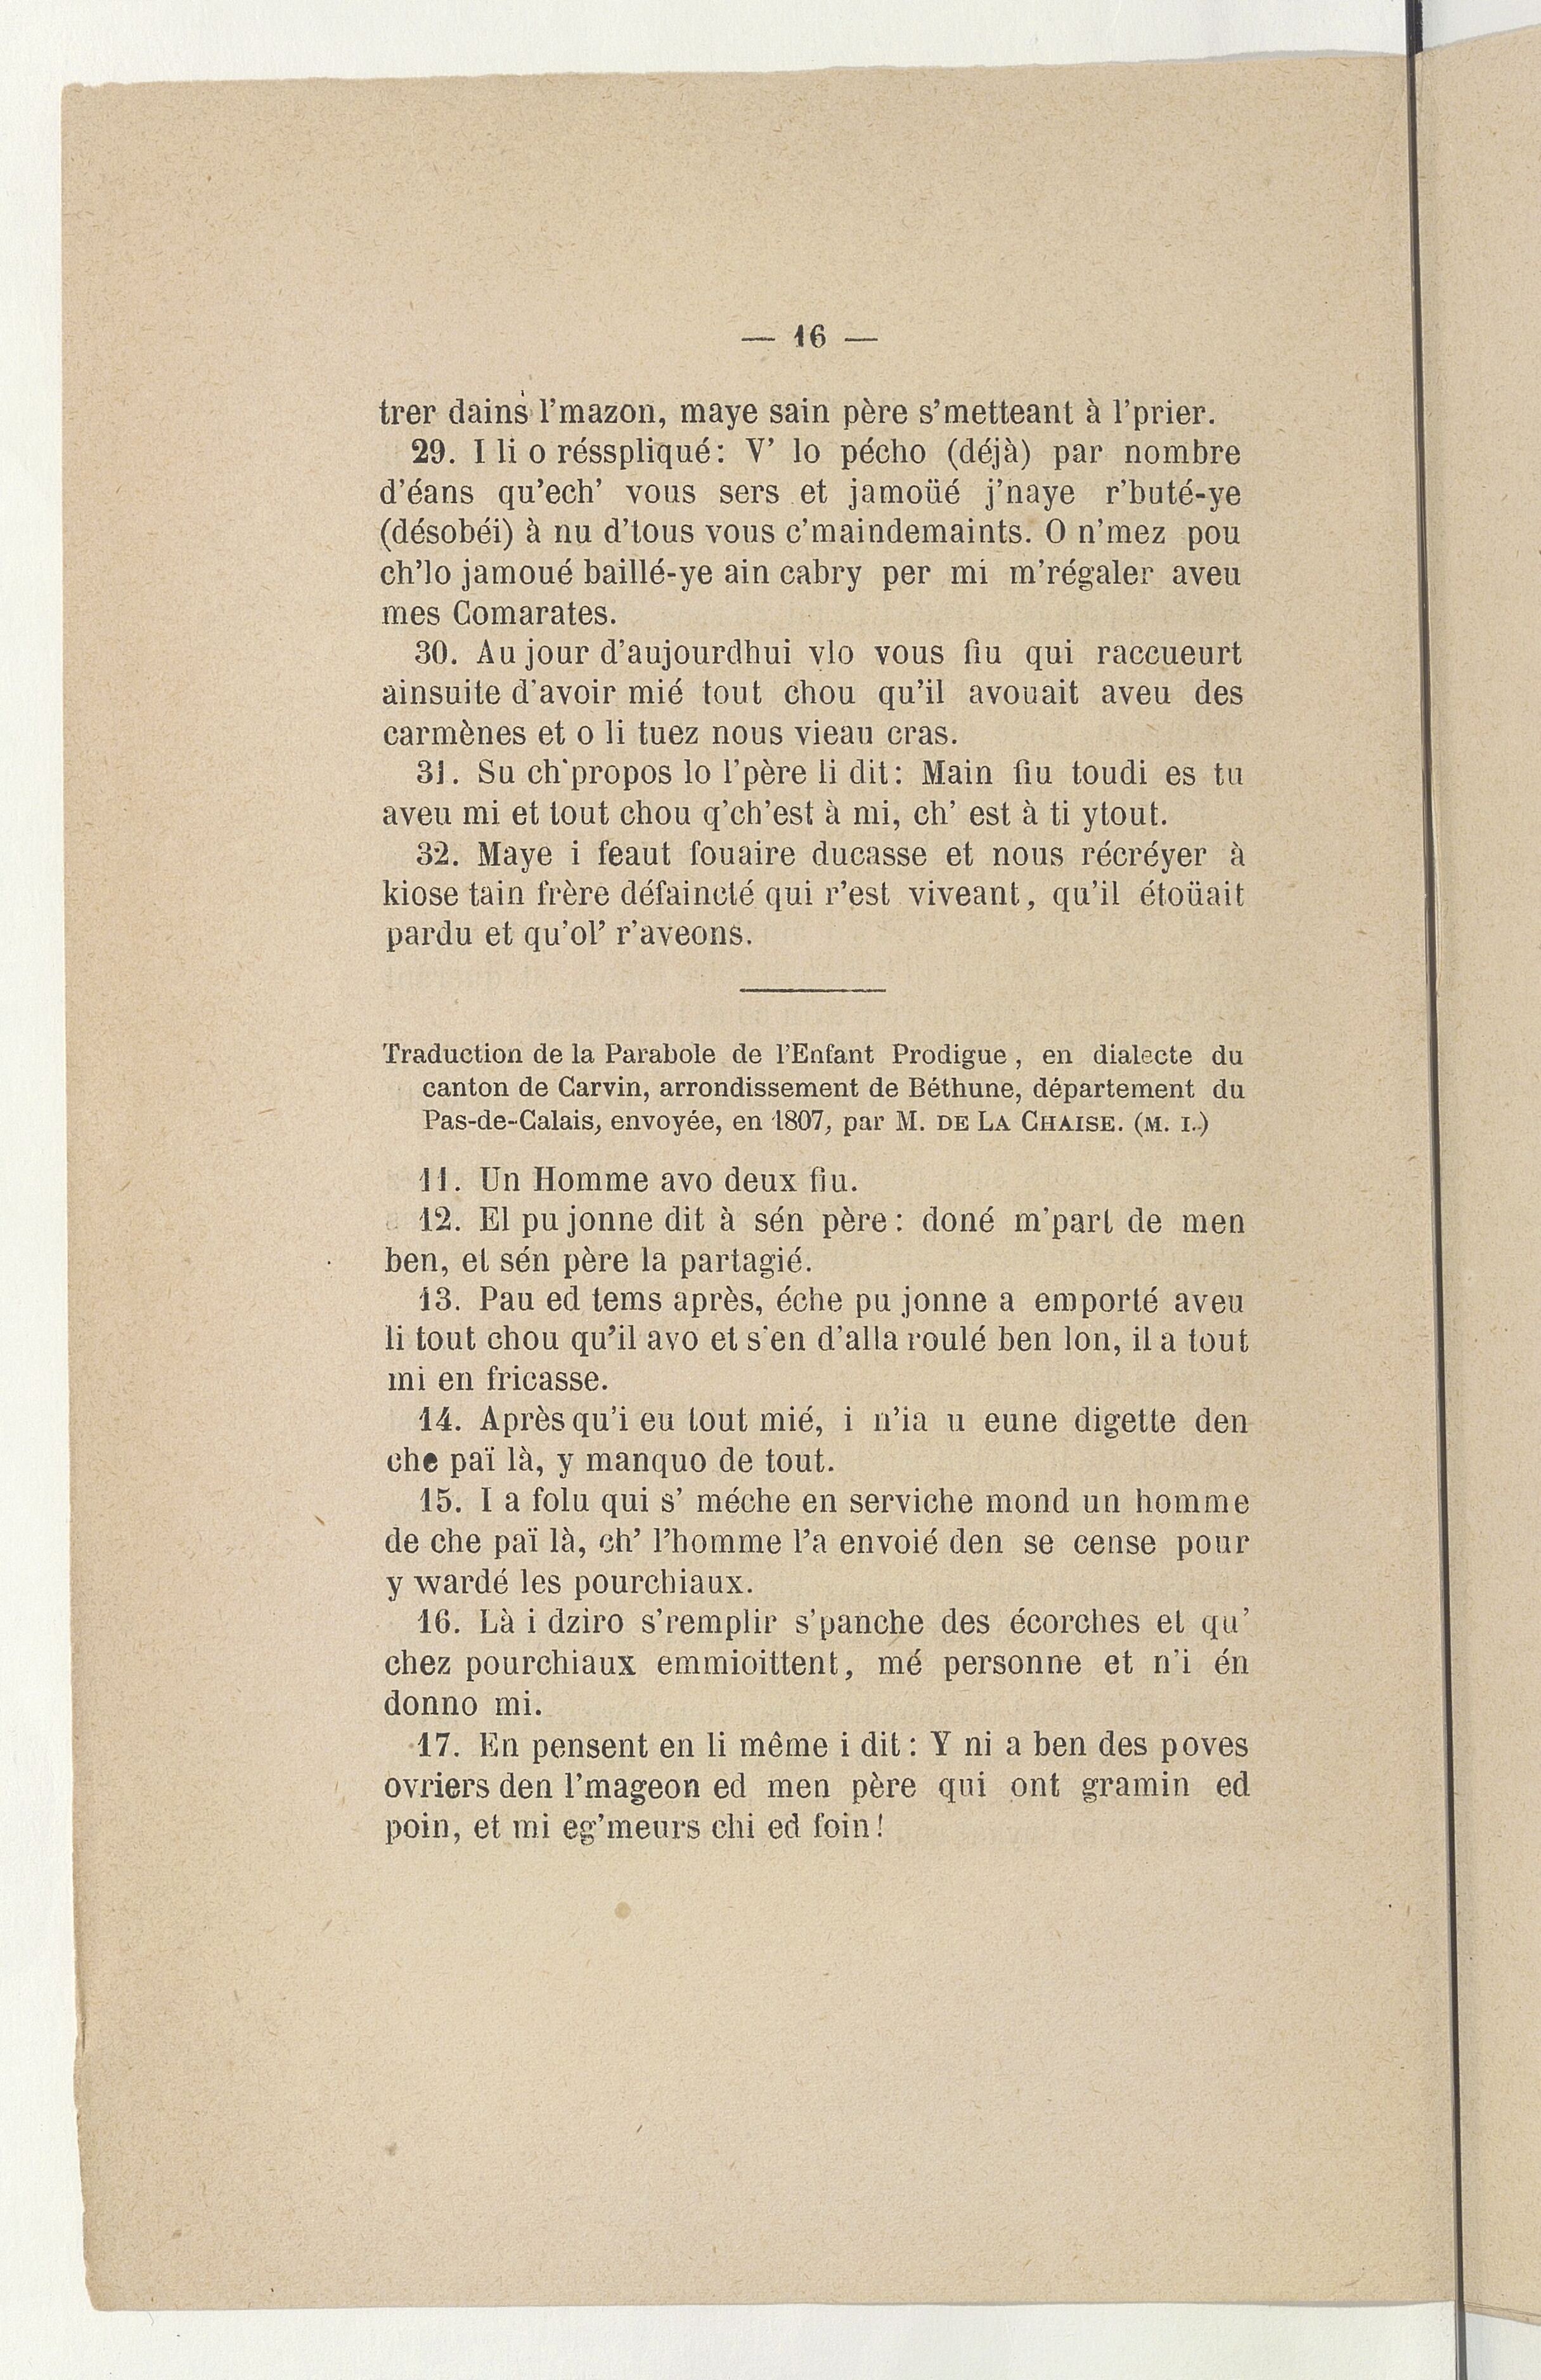 — 16 —
trer dains l'mazon, maye sain père s'metteant à l'prier.
29. I li o résspliqué: V' lo pécho (déjà) par nombre
d'éans qu'ech' vous sers et jamoüé j'naye r'buté-ye
(désobéi) à nu d'tous vous c'maindemaints. O n'mez pou
ch'lo jamoué baillé-ye ain cabry per mi m'régaler aveu
mes Comarates.
30. Au jour d'aujourdhui vlo vous fiu qui raccueurt
ainsuite d'avoir mié tout chou qu'il avouait aveu des
carmènes et o li tuez nous vieau cras.
31. Su ch'propos lo l'père li dit: Main fiu toudi es tu
aveu mi et tout chou q'ch'est à mi, ch' est à ti ytout.
32. Maye i feaut fouaire ducasse et nous récréyer à
kiose tain frère défaincté qui r'est viveant, qu'il étoüait
pardu et qu'ol' r'aveons.
Traduction de la Parabole de l'Enfant Prodigue, en dialecte du
canton de Carvin, arrondissement de Béthune, département du
Pas-de-Calais, envoyée, en 1807, par M. DE LA CHAISE. (M. I.)
11. Un Homme avo deux fiu.
12. El pu jonne dit à sén père: doné m'part de men
ben, et sén père la partagié.
13. Pau ed tems après, éche pu jonne a emporté aveu
li tout chou qu'il avo et s'en d'alla roulé ben lon, il a tout
mi en fricasse.
14. Après qu'i eu tout mié, i n'ia u eune digette den
che paï là, y manquo de tout.
15. I a folu qui s' méche en serviche mond un homme
de che paï là, ch' l'homme l'a envoié den se cense pour
y wardé les pourchiaux.
16. Là i dziro s'remplir s'panche des écorches et qu'
chez pourchiaux emmioittent, mé personne et n'i én
donno mi.
17. En pensent en li même i dit: Y ni a ben des poves
ovriers den l'mageon ed men père qui ont gramin ed
poin, et mi eg'meurs chi ed foin!